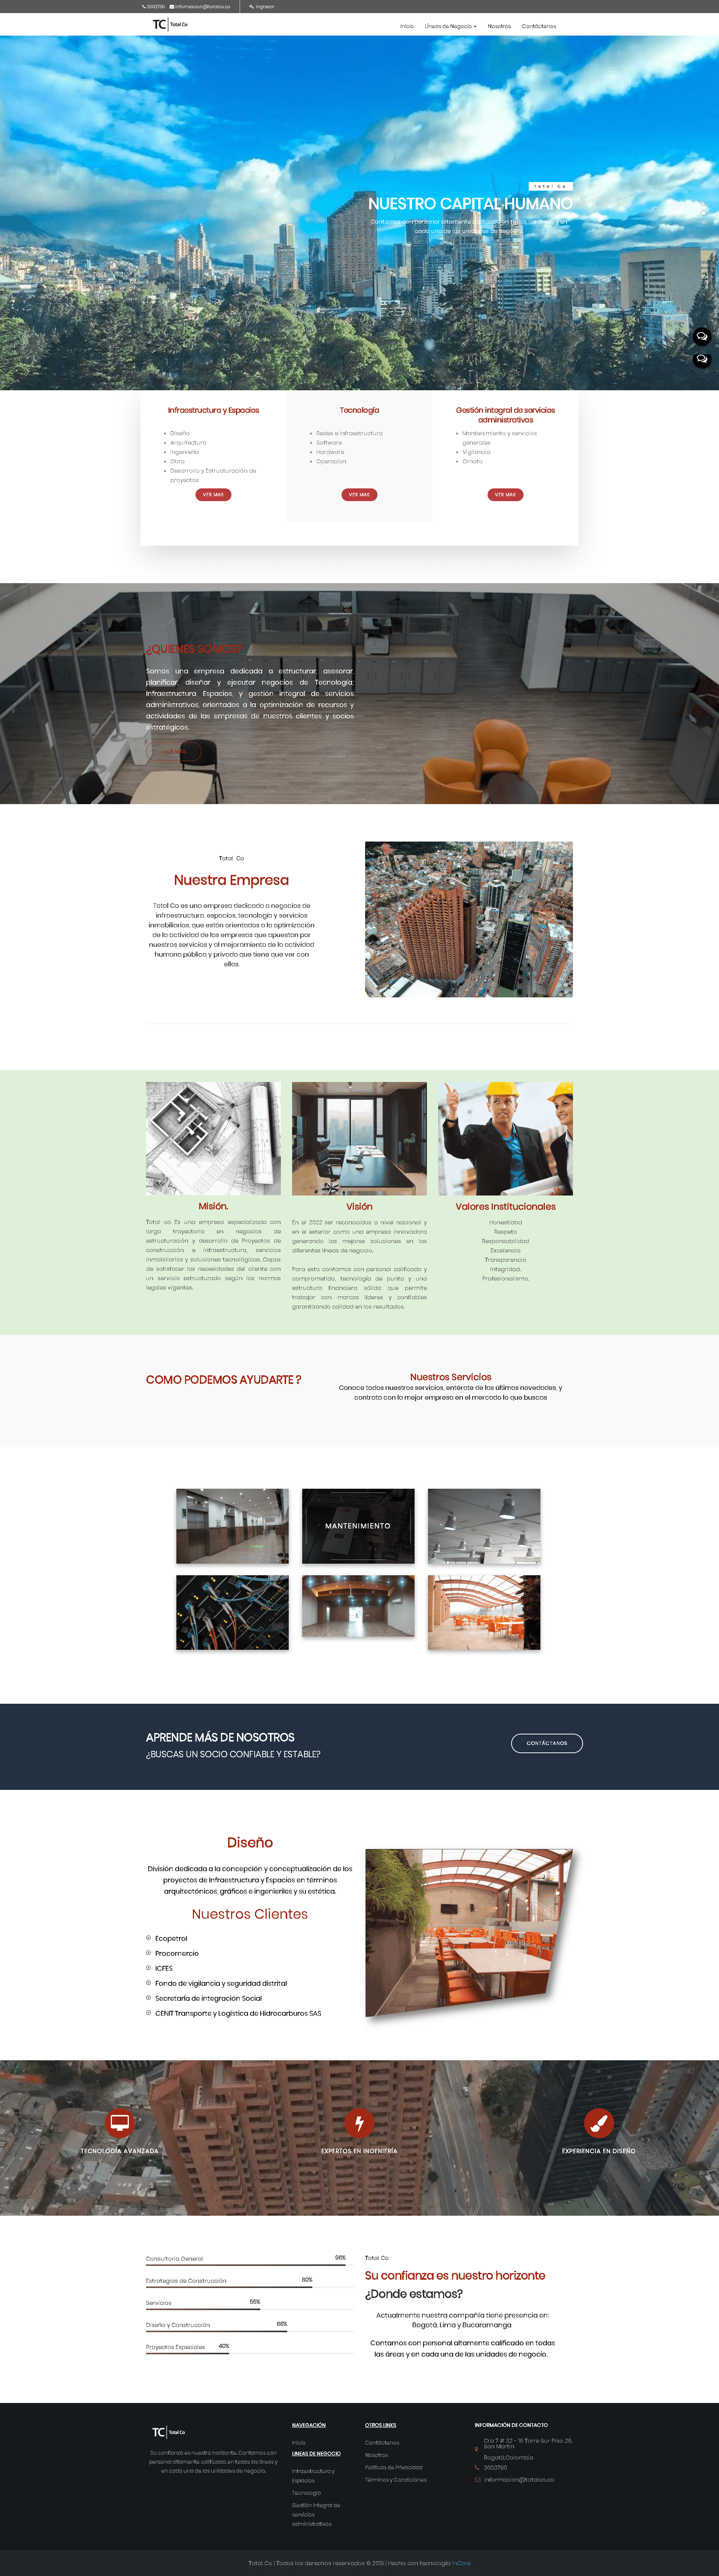 3003790 informacion@totalco.co Ingresar
TC Total Co
Inicio Líneas de Negocio Nosotros Contáctenos
Total Co
NUESTRO CAPITAL HUMANO
Contamos con personal altamente calificado en todas las áreas y en
cada una de las unidades de negocio.
Infraestructura y Espacios
Diseño
Arquitectura
Ingeniería
Obra
Desarrollo y Estructuración de
proyectos
VER MAS
Tecnología
Redes e Infraestructura
Software
Hardware
Operacion
VER MAS
Gestión integral de servicios
administrativos
Mantenimiento y servicios
generales
Vigilancia
Ornato
VER MAS
¿QUIENES SOMOS?
Somos una empresa dedicada a estructurar, asesorar,
planificar, diseñar y ejecutar negocios de Tecnología;
Infraestructura, Espacios, y gestión integral de servicios
administrativos, orientados a la optimización de recursos y
actividades de las empresas de nuestros clientes y socios
estratégicos.
Total Co
Nuestra Empresa
Total Co es una empresa dedicada a negocios de
infraestructura, espacios, tecnología y servicios
inmobiliarios, que están orientados a la optimización
de la actividad de las empresas que apuestan por
nuestros servicios y al mejoramiento de la actividad
humana pública y privada que tiene que ver con
ellas.
Misión.
Total co Es una empresa especializada con
larga trayectoria en negocios de
estructuración y desarrollo de Proyectos de
construcción e infraestructura, servicios
inmobiliarios y soluciones tecnológicas. Capaz
de satisfacer las necesidades del cliente con
un servicio estructurado según las normas
legales vigentes.
Visión
En el 2022 ser reconocidos a nivel nacional y
en el exterior como una empresa innovadora
generando las mejores soluciones en las
diferentes líneas de negocio.
Para esto contamos con personal calificado y
comprometido, tecnología de punta y una
estructura financiera sólida que permite
trabajar con marcas líderes y confiables
garantizando calidad en los resultados.
Valores Institucionales
Honestidad
Respeto
Responsabilidad
Excelencia
Transparencia
Integridad.
Profesionalismo.
COMO PODEMOS AYUDARTE ?
Nuestros Servicios
Conoce todos nuestros servicios, entérate de las últimas novedades, y
contrata con la mejor empresa en el mercado lo que buscas
MANTENIMIENTO
APRENDE MÁS DE NOSOTROS
¿BUSCAS UN SOCIO CONFIABLE Y ESTABLE?
CONTÁCTANOS
Diseño
División dedicada a la concepción y conceptualización de los
proyectos de Infraestructura y Espacios en términos
arquitectónicos, gráficos e ingenieriles y su estética.
Nuestros Clientes
Ecopetrol
Procomercio
ICFES
Fondo de vigilancia y seguridad distrital
Secretaría de integración Social
CENIT Transporte y Logística de Hidrocarburos SAS
TECNOLOGÍA AVANZADA
EXPERTOS EN INGENIERÍA
EXPERIENCIA EN DISEÑO
Consultoria General 96%
Estrategias de Construcción 80%
Servicios 55%
Diseño y Construcción 68%
Proyectos Especiales 40%
Total Co
Su confianza es nuestro horizonte
¿Donde estamos?
Actualmente nuestra compañía tiene presencia en:
Bogotá, Lima y Bucaramanga
Contamos con personal altamente calificado en todas
las áreas y en cada una de las unidades de negocio.
TC Total Co
Su confianza es nuestro horizonte. Contamos con
personal altamente calificado en todas las áreas y
en cada una de las unidades de negocio.
NAVEGACIÓN
Inicio
LINEAS DE NEGOCIO
Infraestructura y
Espacios
Tecnología
Gestión Integral de
servicios
administrativos
OTROS LINKS
Contáctenos
Nosotros
Políticas de Privacidad
Términos y Condiciones
INFORMACIÓN DE CONTACTO
Cra 7 # 32 - 16 Torre Sur Piso 28,
San Martín.
Bogotá,Colombia
3003790
informacion@totalco.co
Total Co | Todos los derechos reservados © 2019 | Hecho con tecnología InCore